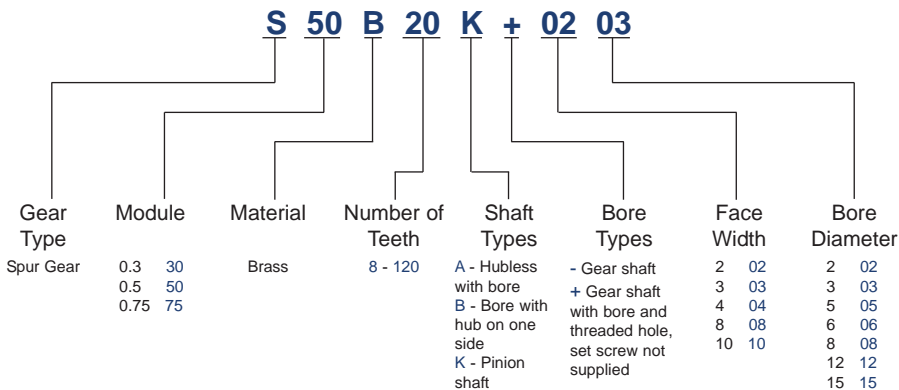 S 50 B 20 K + 02 03
Gear
Type
Spur Gear
Module
0.3 30
0.5 50
0.75 75
Material
Brass
Number of
Teeth
8 - 120
Shaft
Types
A - Hubless
with bore
B - Bore with
hub on one
side
K - Pinion
shaft
Bore
Types
- Gear shaft
+ Gear shaft
with bore and
threaded hole,
set screw not
supplied
Face
Width
2 02
3 03
4 04
8 08
10 10
Bore
Diameter
2 02
3 03
5 05
6 06
8 08
12 12
15 15